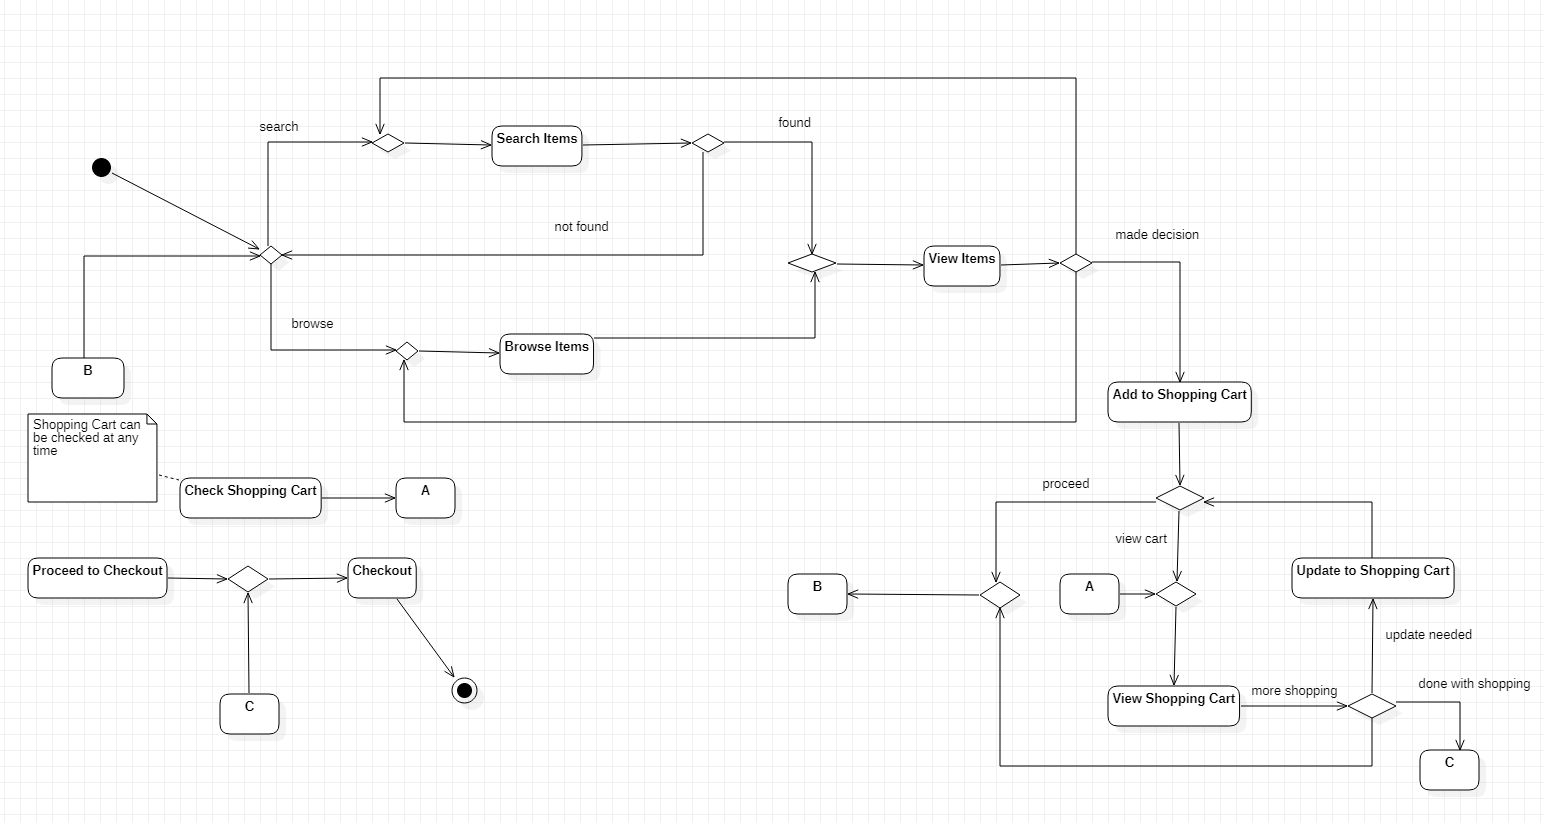 search
Search Items
found
not found
made decision
View Items
browse
Browse Items
B
Add to Shopping Cart
Shopping Cart can
be checked at any
time
Check Shopping Cart
A
proceed
view cart
Proceed to Checkout
Checkout
B
A
Update to Shopping Cart
update needed
C
View Shopping Cart
more shopping
done with shopping
C